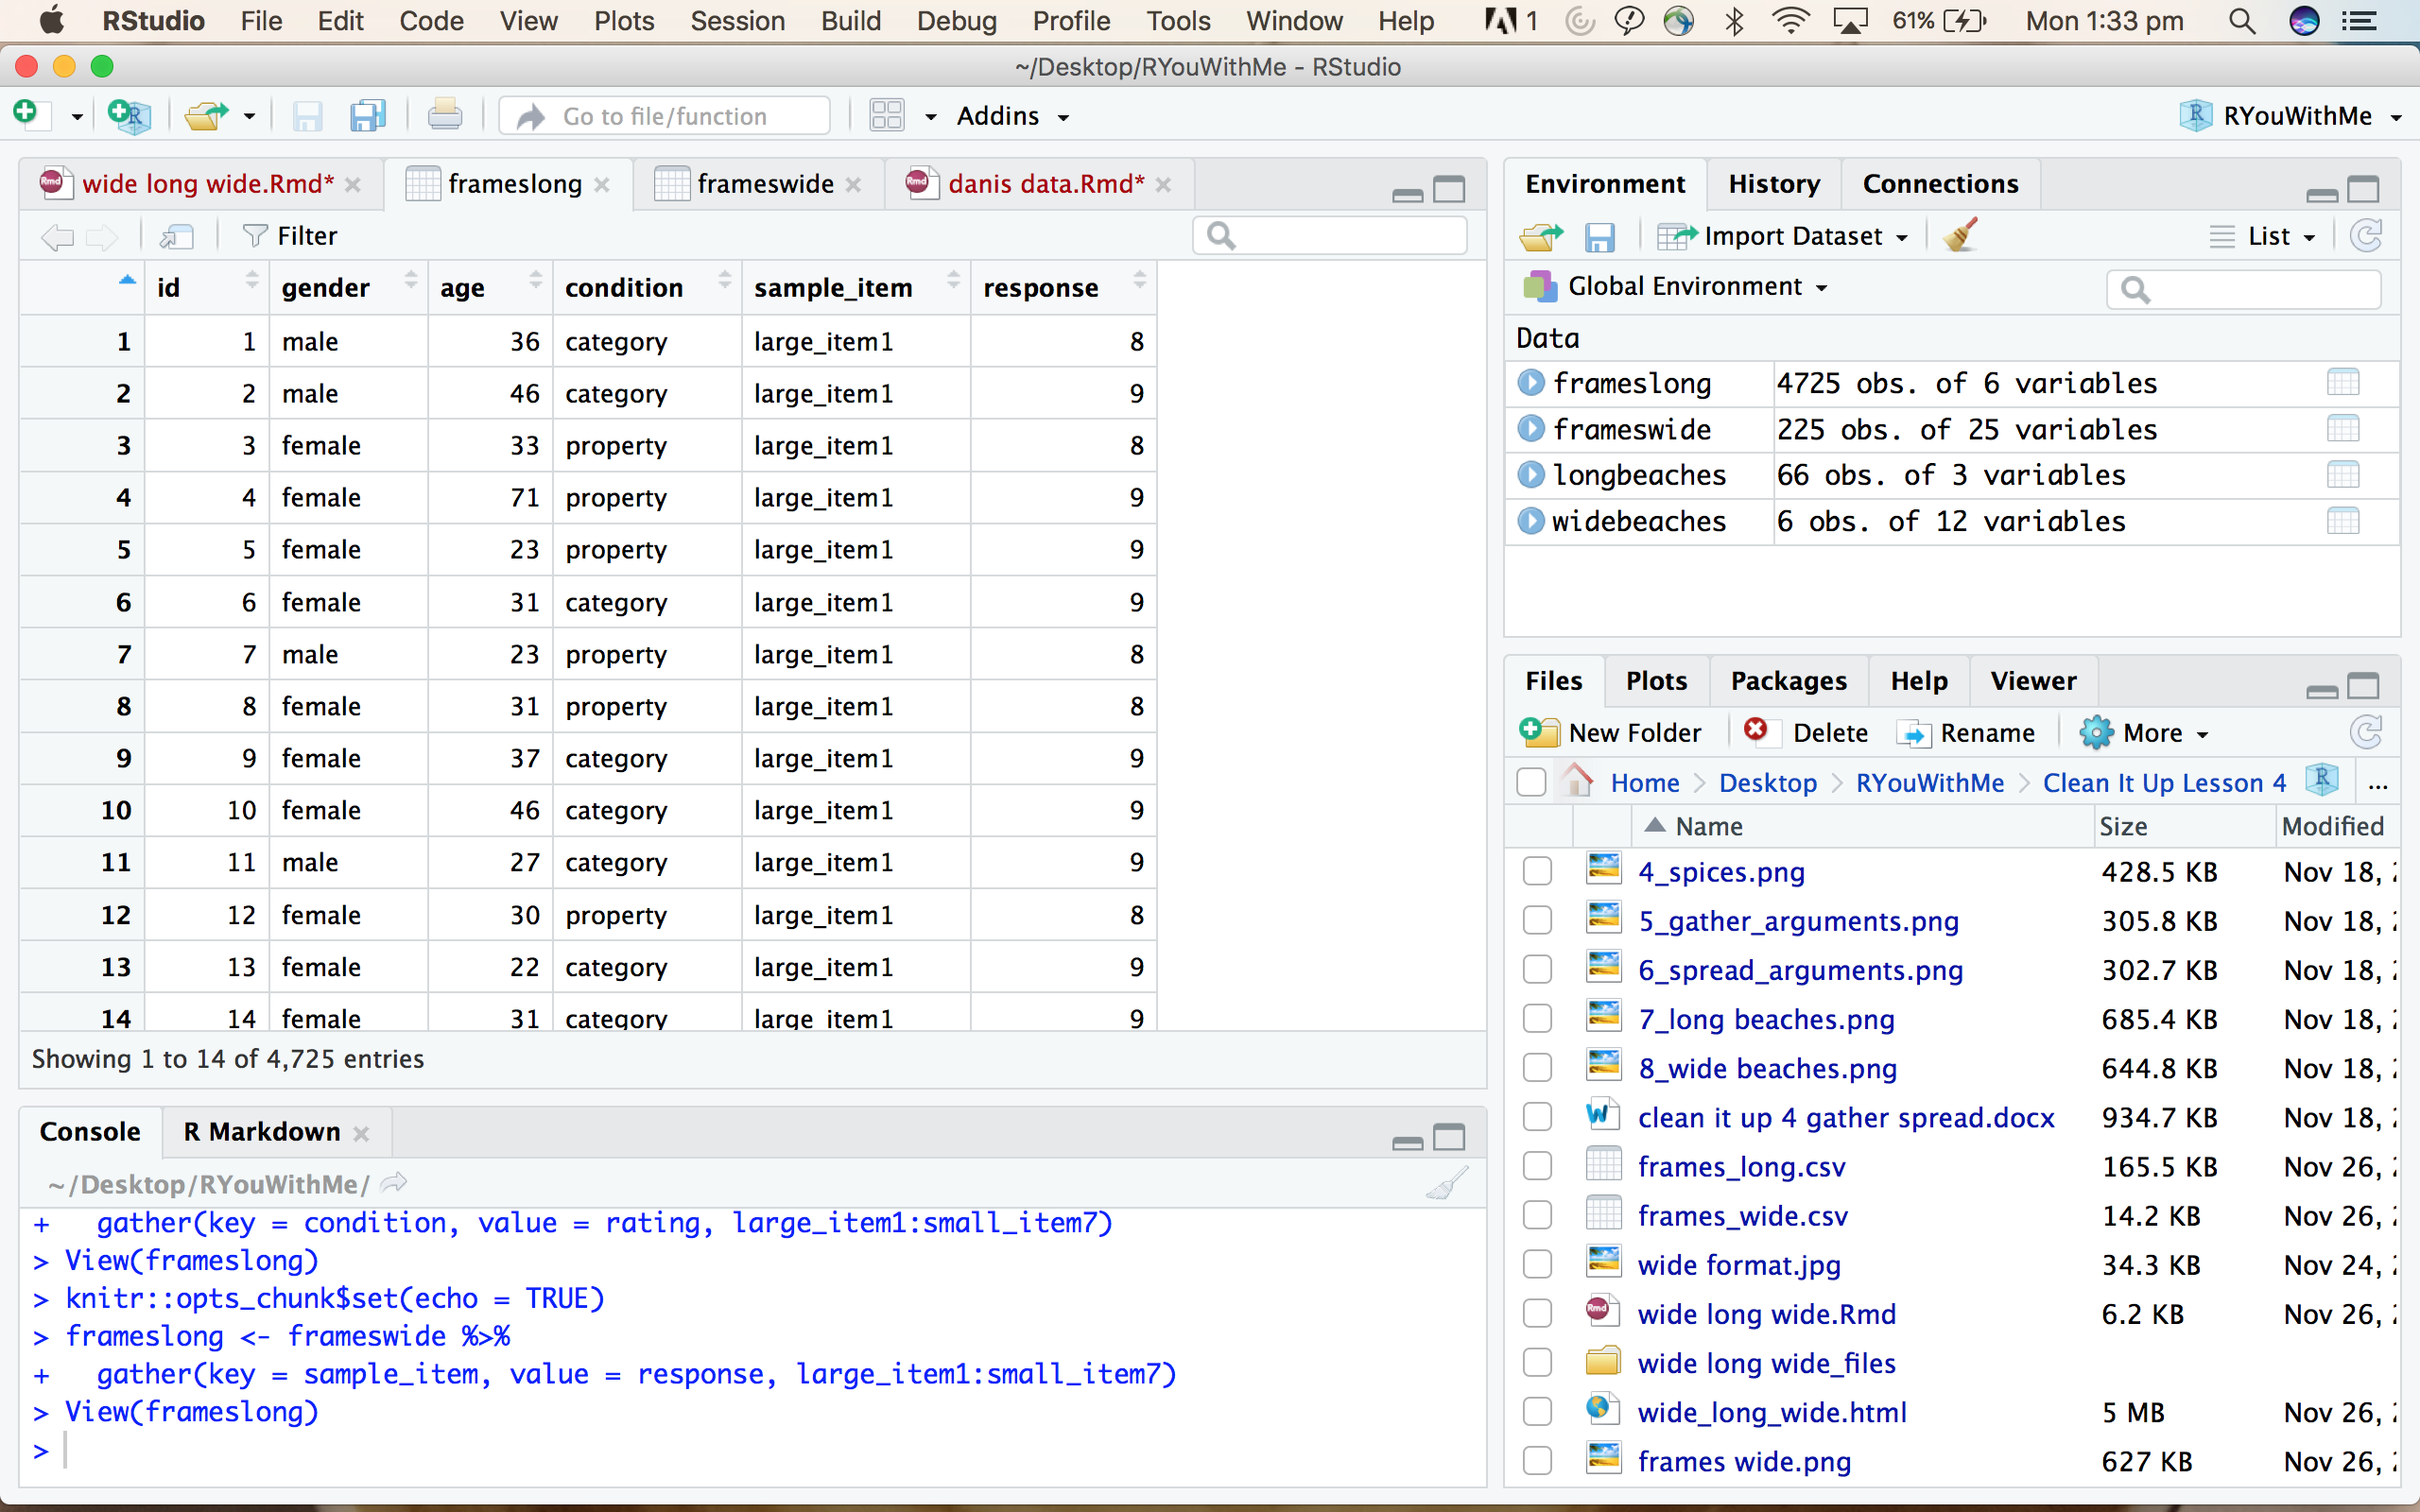 RStudio File Edit Code View Plots Session Build Debug Profile Tools Window Help 1 61% Mon 1:33 pm
~/Desktop/RYouWithMe - RStudio
Go to file/function Addins RYouWithMe
wide long wide.Rmd* frameslong frameswide danis data.Rmd*
Filter
id gender age condition sample_item response
1 1 male 36 category large_item1 8
2 2 male 46 category large_item1 9
3 3 female 33 property large_item1 8
4 4 female 71 property large_item1 9
5 5 female 23 property large_item1 9
6 6 female 31 category large_item1 9
7 7 male 23 property large_item1 8
8 8 female 31 property large_item1 8
9 9 female 37 category large_item1 9
10 10 female 46 category large_item1 9
11 11 male 27 category large_item1 9
12 12 female 30 property large_item1 8
13 13 female 22 category large_item1 9
14 14 female 31 category large_item1 9
Showing 1 to 14 of 4,725 entries
Console R Markdown
~/Desktop/RYouWithMe/
+ gather(key = condition, value = rating, large_item1:small_item7)
> View(frameslong)
> knitr::opts_chunk$set(echo = TRUE)
> frameslong <- frameswide %>%
+ gather(key = sample_item, value = response, large_item1:small_item7)
> View(frameslong)
>
Environment History Connections
Import Dataset List
Global Environment
Data
frameslong 4725 obs. of 6 variables
frameswide 225 obs. of 25 variables
longbeaches 66 obs. of 3 variables
widebeaches 6 obs. of 12 variables
Files Plots Packages Help Viewer
New Folder Delete Rename More
Home > Desktop > RYouWithMe > Clean It Up Lesson 4 R ...
Name Size Modified
4_spices.png 428.5 KB Nov 18,
5_gather_arguments.png 305.8 KB Nov 18,
6_spread_arguments.png 302.7 KB Nov 18,
7_long beaches.png 685.4 KB Nov 18,
8_wide beaches.png 644.8 KB Nov 18,
clean it up 4 gather spread.docx 934.7 KB Nov 18,
frames_long.csv 165.5 KB Nov 26,
frames_wide.csv 14.2 KB Nov 26,
wide format.jpg 34.3 KB Nov 24,
wide long wide.Rmd 6.2 KB Nov 26,
wide long wide_files
wide_long_wide.html 5 MB Nov 26,
frames wide.png 627 KB Nov 26,